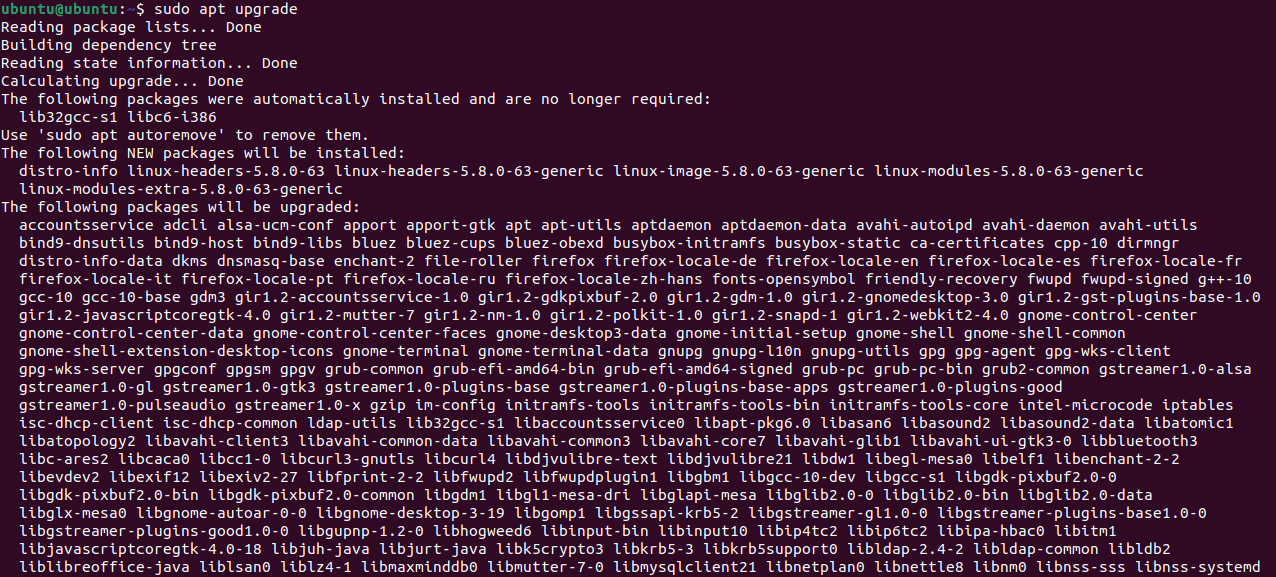 ubuntu@ubuntu:~$ sudo apt upgrade
Reading package lists... Done
Building dependency tree
Reading state information... Done
Calculating upgrade... Done
The following packages were automatically installed and are no longer required:
  lib32gcc-s1 libc6-i386
Use 'sudo apt autoremove' to remove them.
The following NEW packages will be installed:
  distro-info linux-headers-5.8.0-63 linux-headers-5.8.0-63-generic linux-image-5.8.0-63-generic linux-modules-5.8.0-63-generic
  linux-modules-extra-5.8.0-63-generic
The following packages will be upgraded:
  accountsservice adcli alsa-ucm-conf apport apport-gtk apt apt-utils aptdaemon aptdaemon-data avahi-autoipd avahi-daemon avahi-utils
  bind9-dnsutils bind9-host bind9-libs bluez bluez-cups bluez-obexd busybox-initramfs busybox-static ca-certificates cpp-10 dirmngr
  distro-info-data dkms dnsmasq-base enchant-2 file-roller firefox firefox-locale-de firefox-locale-en firefox-locale-es firefox-locale-fr
  firefox-locale-it firefox-locale-pt firefox-locale-ru firefox-locale-zh-hans fonts-opensymbol friendly-recovery fwupd fwupd-signed g++-10
  gcc-10 gcc-10-base gdm3 gir1.2-accountsservice-1.0 gir1.2-gdkpixbuf-2.0 gir1.2-gdm-1.0 gir1.2-gnomedesktop-3.0 gir1.2-gst-plugins-base-1.0
  gir1.2-javascriptcoregtk-4.0 gir1.2-mutter-7 gir1.2-nm-1.0 gir1.2-polkit-1.0 gir1.2-snapd-1 gir1.2-webkit2-4.0 gnome-control-center
  gnome-control-center-data gnome-control-center-faces gnome-desktop3-data gnome-initial-setup gnome-shell gnome-shell-common
  gnome-shell-extension-desktop-icons gnome-terminal gnome-terminal-data gnupg gnupg-l10n gnupg-utils gpg gpg-agent gpg-wks-client
  gpg-wks-server gpgconf gpgsm gpgv grub-common grub-efi-amd64-bin grub-efi-amd64-signed grub-pc grub-pc-bin grub2-common gstreamer1.0-alsa
  gstreamer1.0-gl gstreamer1.0-gtk3 gstreamer1.0-plugins-base gstreamer1.0-plugins-base-apps gstreamer1.0-plugins-good
  gstreamer1.0-pulseaudio gstreamer1.0-x gzip im-config initramfs-tools initramfs-tools-bin initramfs-tools-core intel-microcode iptables
  isc-dhcp-client isc-dhcp-common ldap-utils lib32gcc-s1 libaccountsservice0 libapt-pkg6.0 libasan6 libasound2 libasound2-data libatomic1
  libatopology2 libavahi-client3 libavahi-common-data libavahi-common3 libavahi-core7 libavahi-glib1 libavahi-ui-gtk3-0 libbluetooth3
  libc-ares2 libcaca0 libcc1-0 libcurl3-gnutls libcurl4 libdjvulibre-text libdjvulibre21 libdw1 libegl-mesa0 libelf1 libenchant-2-2
  libevdev2 libexif12 libexiv2-27 libfprint-2-2 libfwupd2 libfwupdplugin1 libgbm1 libgcc-10-dev libgcc-s1 libgdk-pixbuf2.0-0
  libgdk-pixbuf2.0-bin libgdk-pixbuf2.0-common libgdm1 libgl1-mesa-dri libglapi-mesa libglib2.0-0 libglib2.0-bin libglib2.0-data
  libglx-mesa0 libgnome-autoar-0-0 libgnome-desktop-3-19 libgomp1 libgssapi-krb5-2 libgstreamer-gl1.0-0 libgstreamer-plugins-base1.0-0
  libgstreamer-plugins-good1.0-0 libgupnp-1.2-0 libhogweed6 libinput-bin libinput10 libip4tc2 libip6tc2 libipa-hbac0 libitm1
  libjavascriptcoregtk-4.0-18 libjuh-java libjurt-java libk5crypto3 libkrb5-3 libkrb5support0 libldap-2.4-2 libldap-common libldb2
  liblibreoffice-java liblsan0 liblz4-1 libmaxminddb0 libmutter-7-0 libmysqlclient21 libnetplan0 libnettle8 libnm0 libnss-sss libnss-systemd